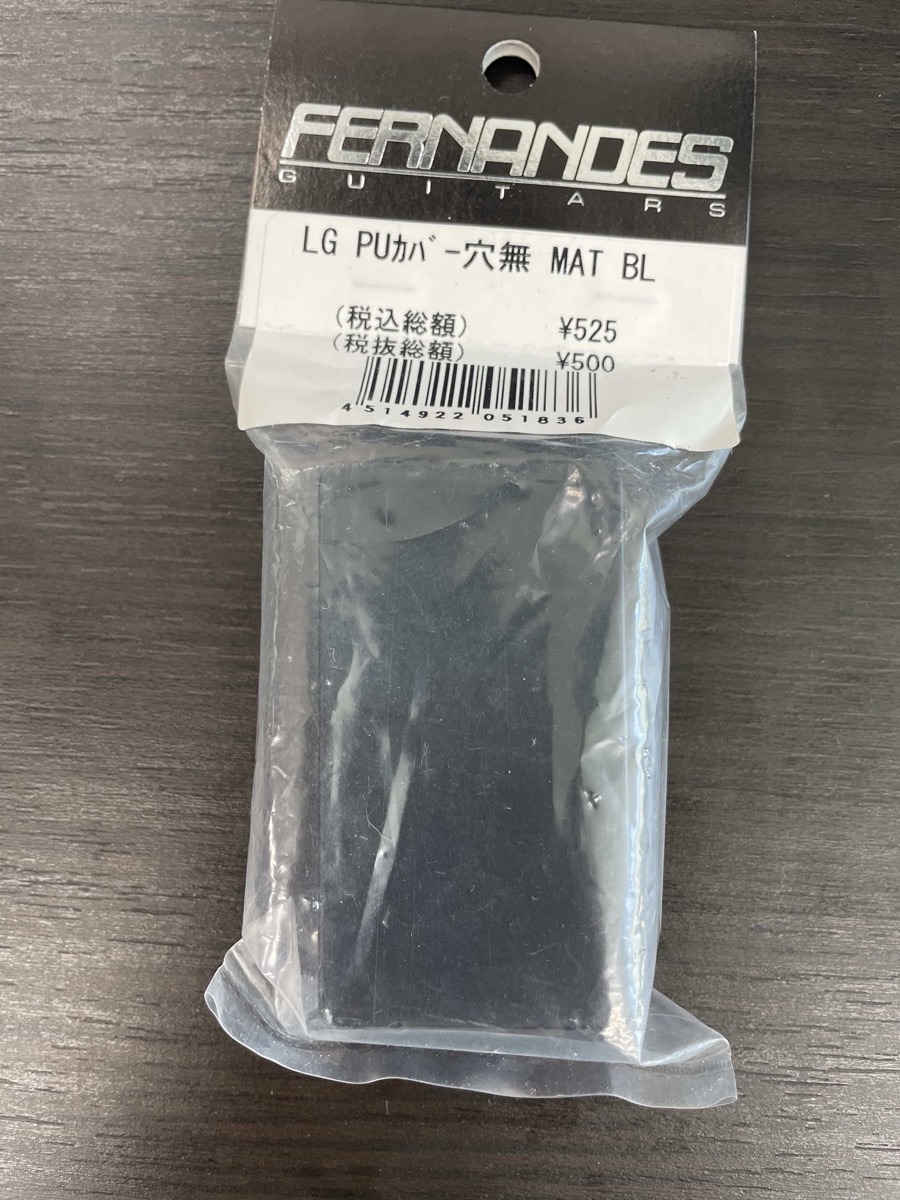 FERNANDES
GUITARS
LG PUｶﾊﾞｰ穴無 MAT BL
(税込総額) ¥525
(税抜総額) ¥500
4514922 051836